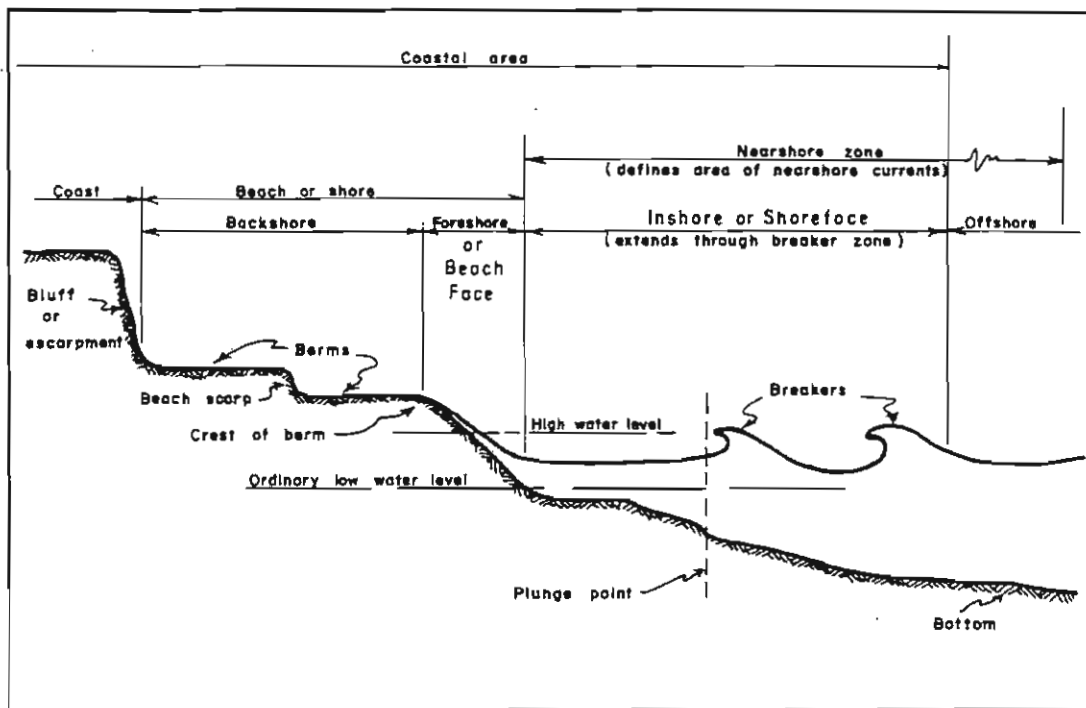 Coastal area
Nearshore zone
(defines area of nearshore currents)
Coast
Beach or shore
Backshore
Foreshore
or
Beach
Face
Inshore or Shoreface
(extends through breaker zone)
Offshore
Bluff
or
escarpment
Berms
Beach scarp
Crest of berm
High water level
Breakers
Ordinary low water level
Plunge point
Bottom